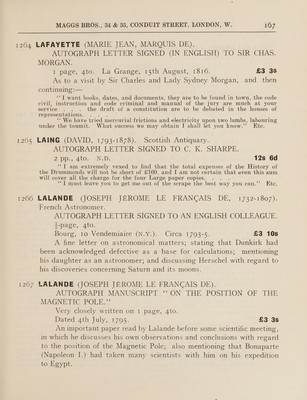 MAGGS BROS., 34 & 35, CONDUIT STREET, LONDON, W. 167
1264 LAFAYETTE (MARIE JEAN, MARQUIS DE).
AUTOGRAPH LETTER SIGNED (IN ENGLISH) TO SIR CHAS.
MORGAN.
1 page, 4to. La Grange, 15th August, 1816. £3 3s
As to a visit by Sir Charles and Lady Sydney Morgan, and then
continuing:—
"I want books, dates, and documents, they are to be found in town, the code
civil, instruction and code criminal and manual of the jury are much at your
service . . . the draft of a constitution are to be debated in the houses of
representations.
"We have tried mercurial frictions and electricity upon two lumbs, labouring
under the toumit. What success we may obtain I shall let you know." Etc.
1265 LAING (DAVID, 1793-1878). Scottish Antiquary.
AUTOGRAPH LETTER SIGNED TO C. K. SHARPE.
2 pp., 4to. N.D. 12s 6d
"I am extremely vexed to find that the total expenses of the History of
the Drummonds will not be short of £160, and I am not certain that even this sum
will cover all the charge for the four Large paper copies, . . .
"I must leave you to get me out of the scrape the best way you can." Etc.
1266 LALANDE (JOSEPH JEROME LE FRANÇAIS DE, 1732-1807).
French Astronomer.
AUTOGRAPH LETTER SIGNED TO AN ENGLISH COLLEAGUE.
½-page, 4to.
Bourg, 10 Vendemiaire (N.Y.). Circa 1793-5. £3 10s
A fine letter on astronomical matters; stating that Dunkirk had
been acknowledged defective as a base for calculations; mentioning
his daughter as an astronomer; and discussing Herschel with regard to
his discoveries concerning Saturn and its moons.
1267 LALANDE (JOSEPH JEROME LE FRANÇAIS DE).
AUTOGRAPH MANUSCRIPT "ON THE POSITION OF THE
MAGNETIC POLE."
Very closely written on 1 page, 4to.
Dated 4th July, 1795. £3 3s
An important paper read by Lalande before some scientific meeting,
in which he discusses his own observations and conclusions with regard
to the position of the Magnetic Pole; also mentioning that Bonaparte
(Napoleon I.) had taken many scientists with him on his expedition
to Egypt.